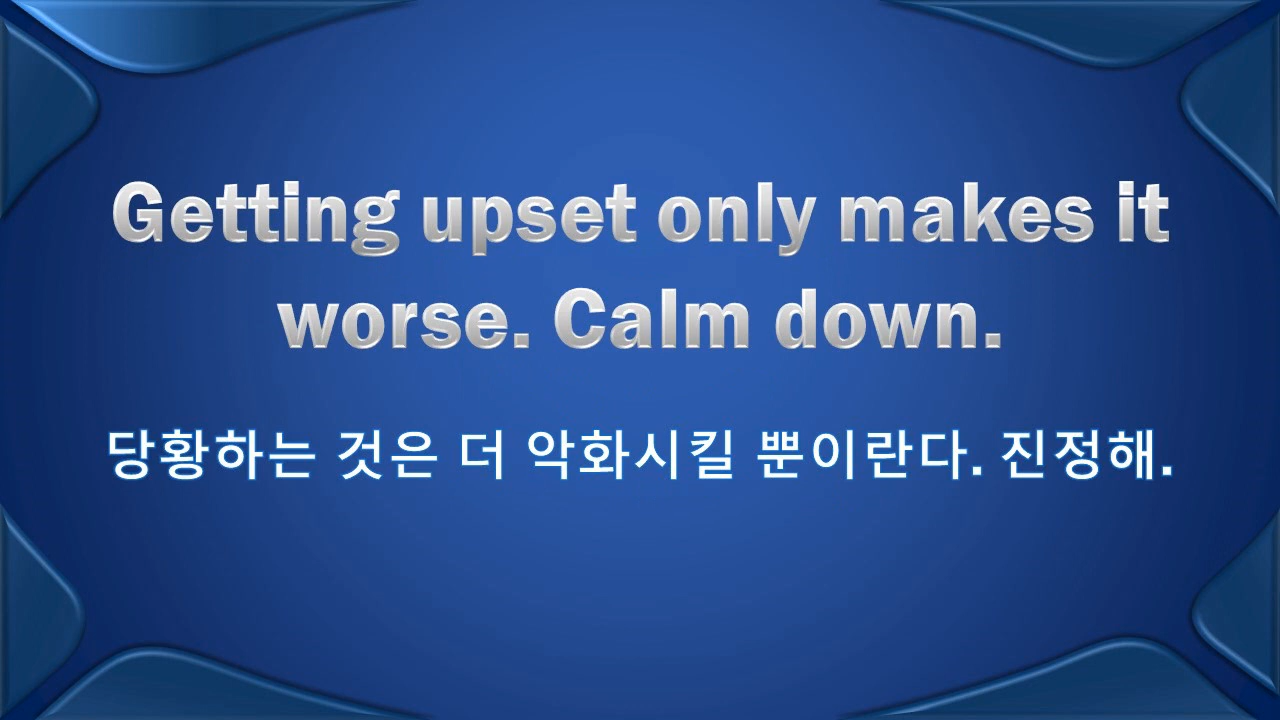 Getting upset only makes it
worse. Calm down.
당황하는 것은 더 악화시킬 뿐이란다. 진정해.